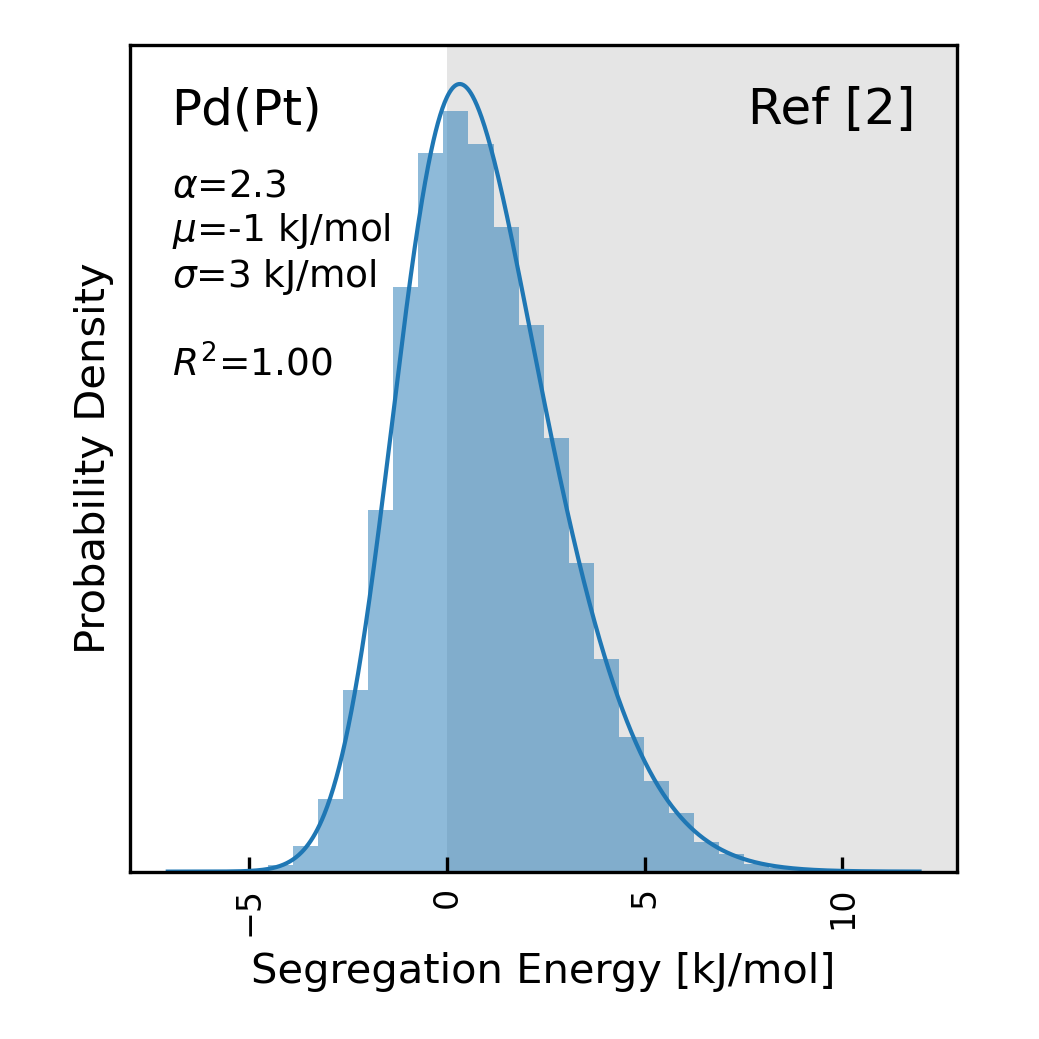 Pd(Pt)
Ref [2]
α=2.3
μ=-1 kJ/mol
σ=3 kJ/mol
R²=1.00
Probability Density
−5
0
5
10
Segregation Energy [kJ/mol]